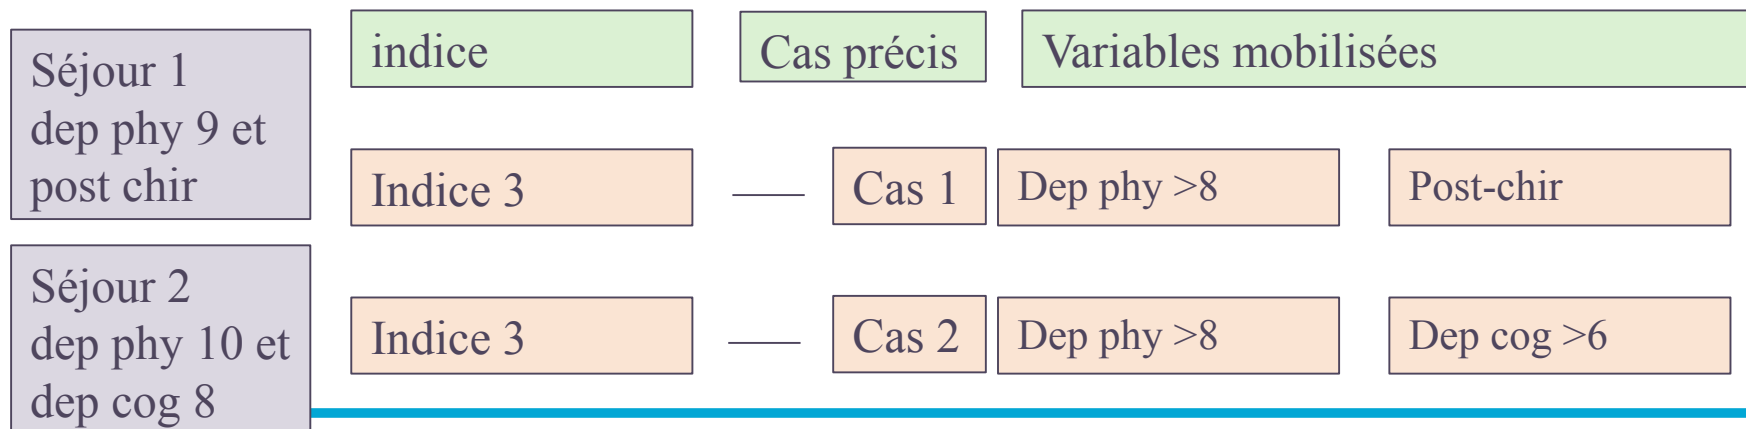 indice
Cas précis
Variables mobilisées
Séjour 1
dep phy 9 et
post chir
Indice 3
Cas 1
Dep phy >8
Post-chir
Séjour 2
dep phy 10 et
dep cog 8
Indice 3
Cas 2
Dep phy >8
Dep cog >6